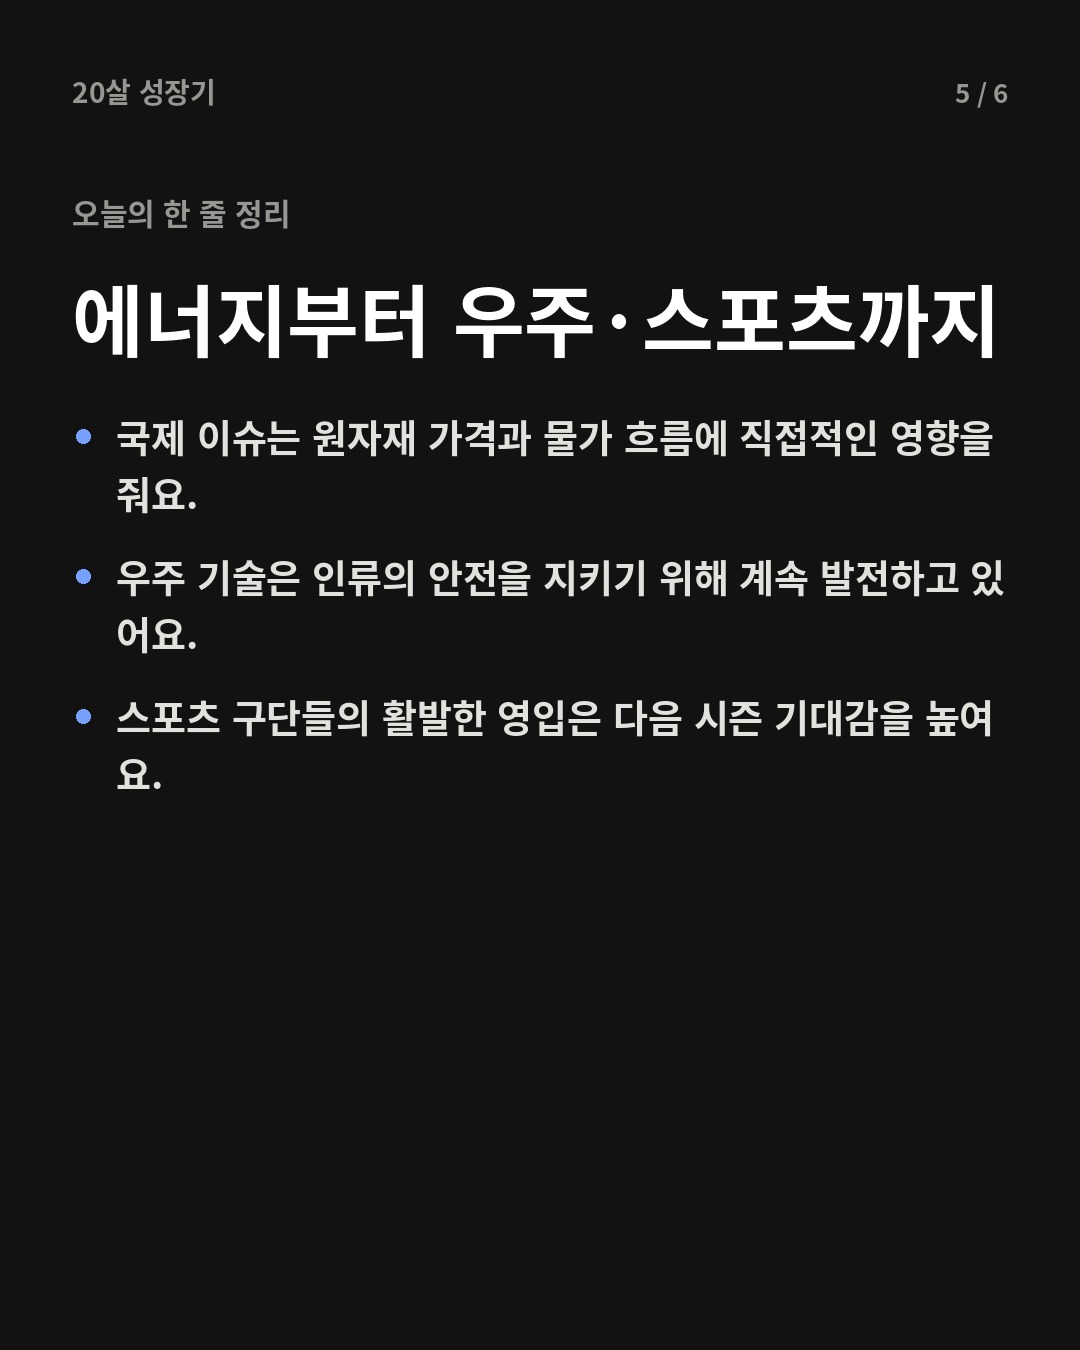 20살 성장기
5 / 6
오늘의 한 줄 정리
에너지부터 우주·스포츠까지
국제 이슈는 원자재 가격과 물가 흐름에 직접적인 영향을
줘요.
우주 기술은 인류의 안전을 지키기 위해 계속 발전하고 있
어요.
스포츠 구단들의 활발한 영입은 다음 시즌 기대감을 높여
요.